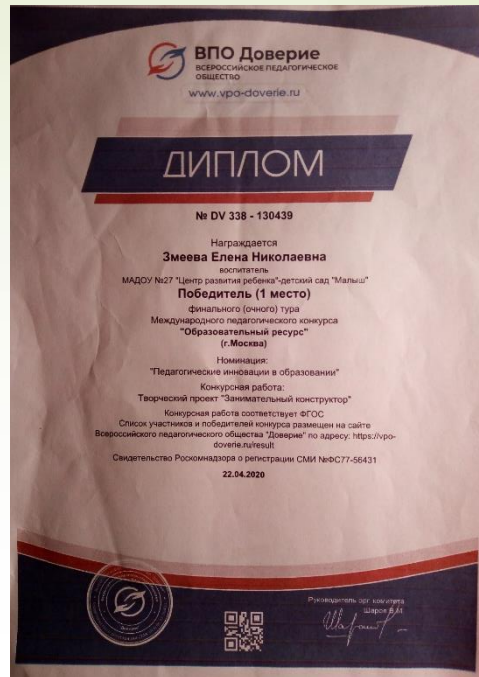 ВПО Доверие
ВСЕРОССИЙСКОЕ ПЕДАГОГИЧЕСКОЕ
ОБЩЕСТВО
www.vpo-doverie.ru
ДИПЛОМ
№ DV 338 - 130439
Награждается
Змеева Елена Николаевна
воспитатель
МАДОУ №27 "Центр развития ребенка"-детский сад "Малыш"
Победитель (1 место)
финального (очного) тура
Международного педагогического конкурса
"Образовательный ресурс"
(г.Москва)
Номинация:
"Педагогические инновации в образовании"
Конкурсная работа:
Творческий проект "Занимательный конструктор"
Конкурсная работа соответствует ФГОС
Список участников и победителей конкурса размещен на сайте
Всероссийского педагогического общества "Доверие" по адресу: https://vpo-
doverie.ru/result
Свидетельство Роскомнадзора о регистрации СМИ №ФС77-56431
22.04.2020
Руководитель орг. комитета
Шаров В.М.